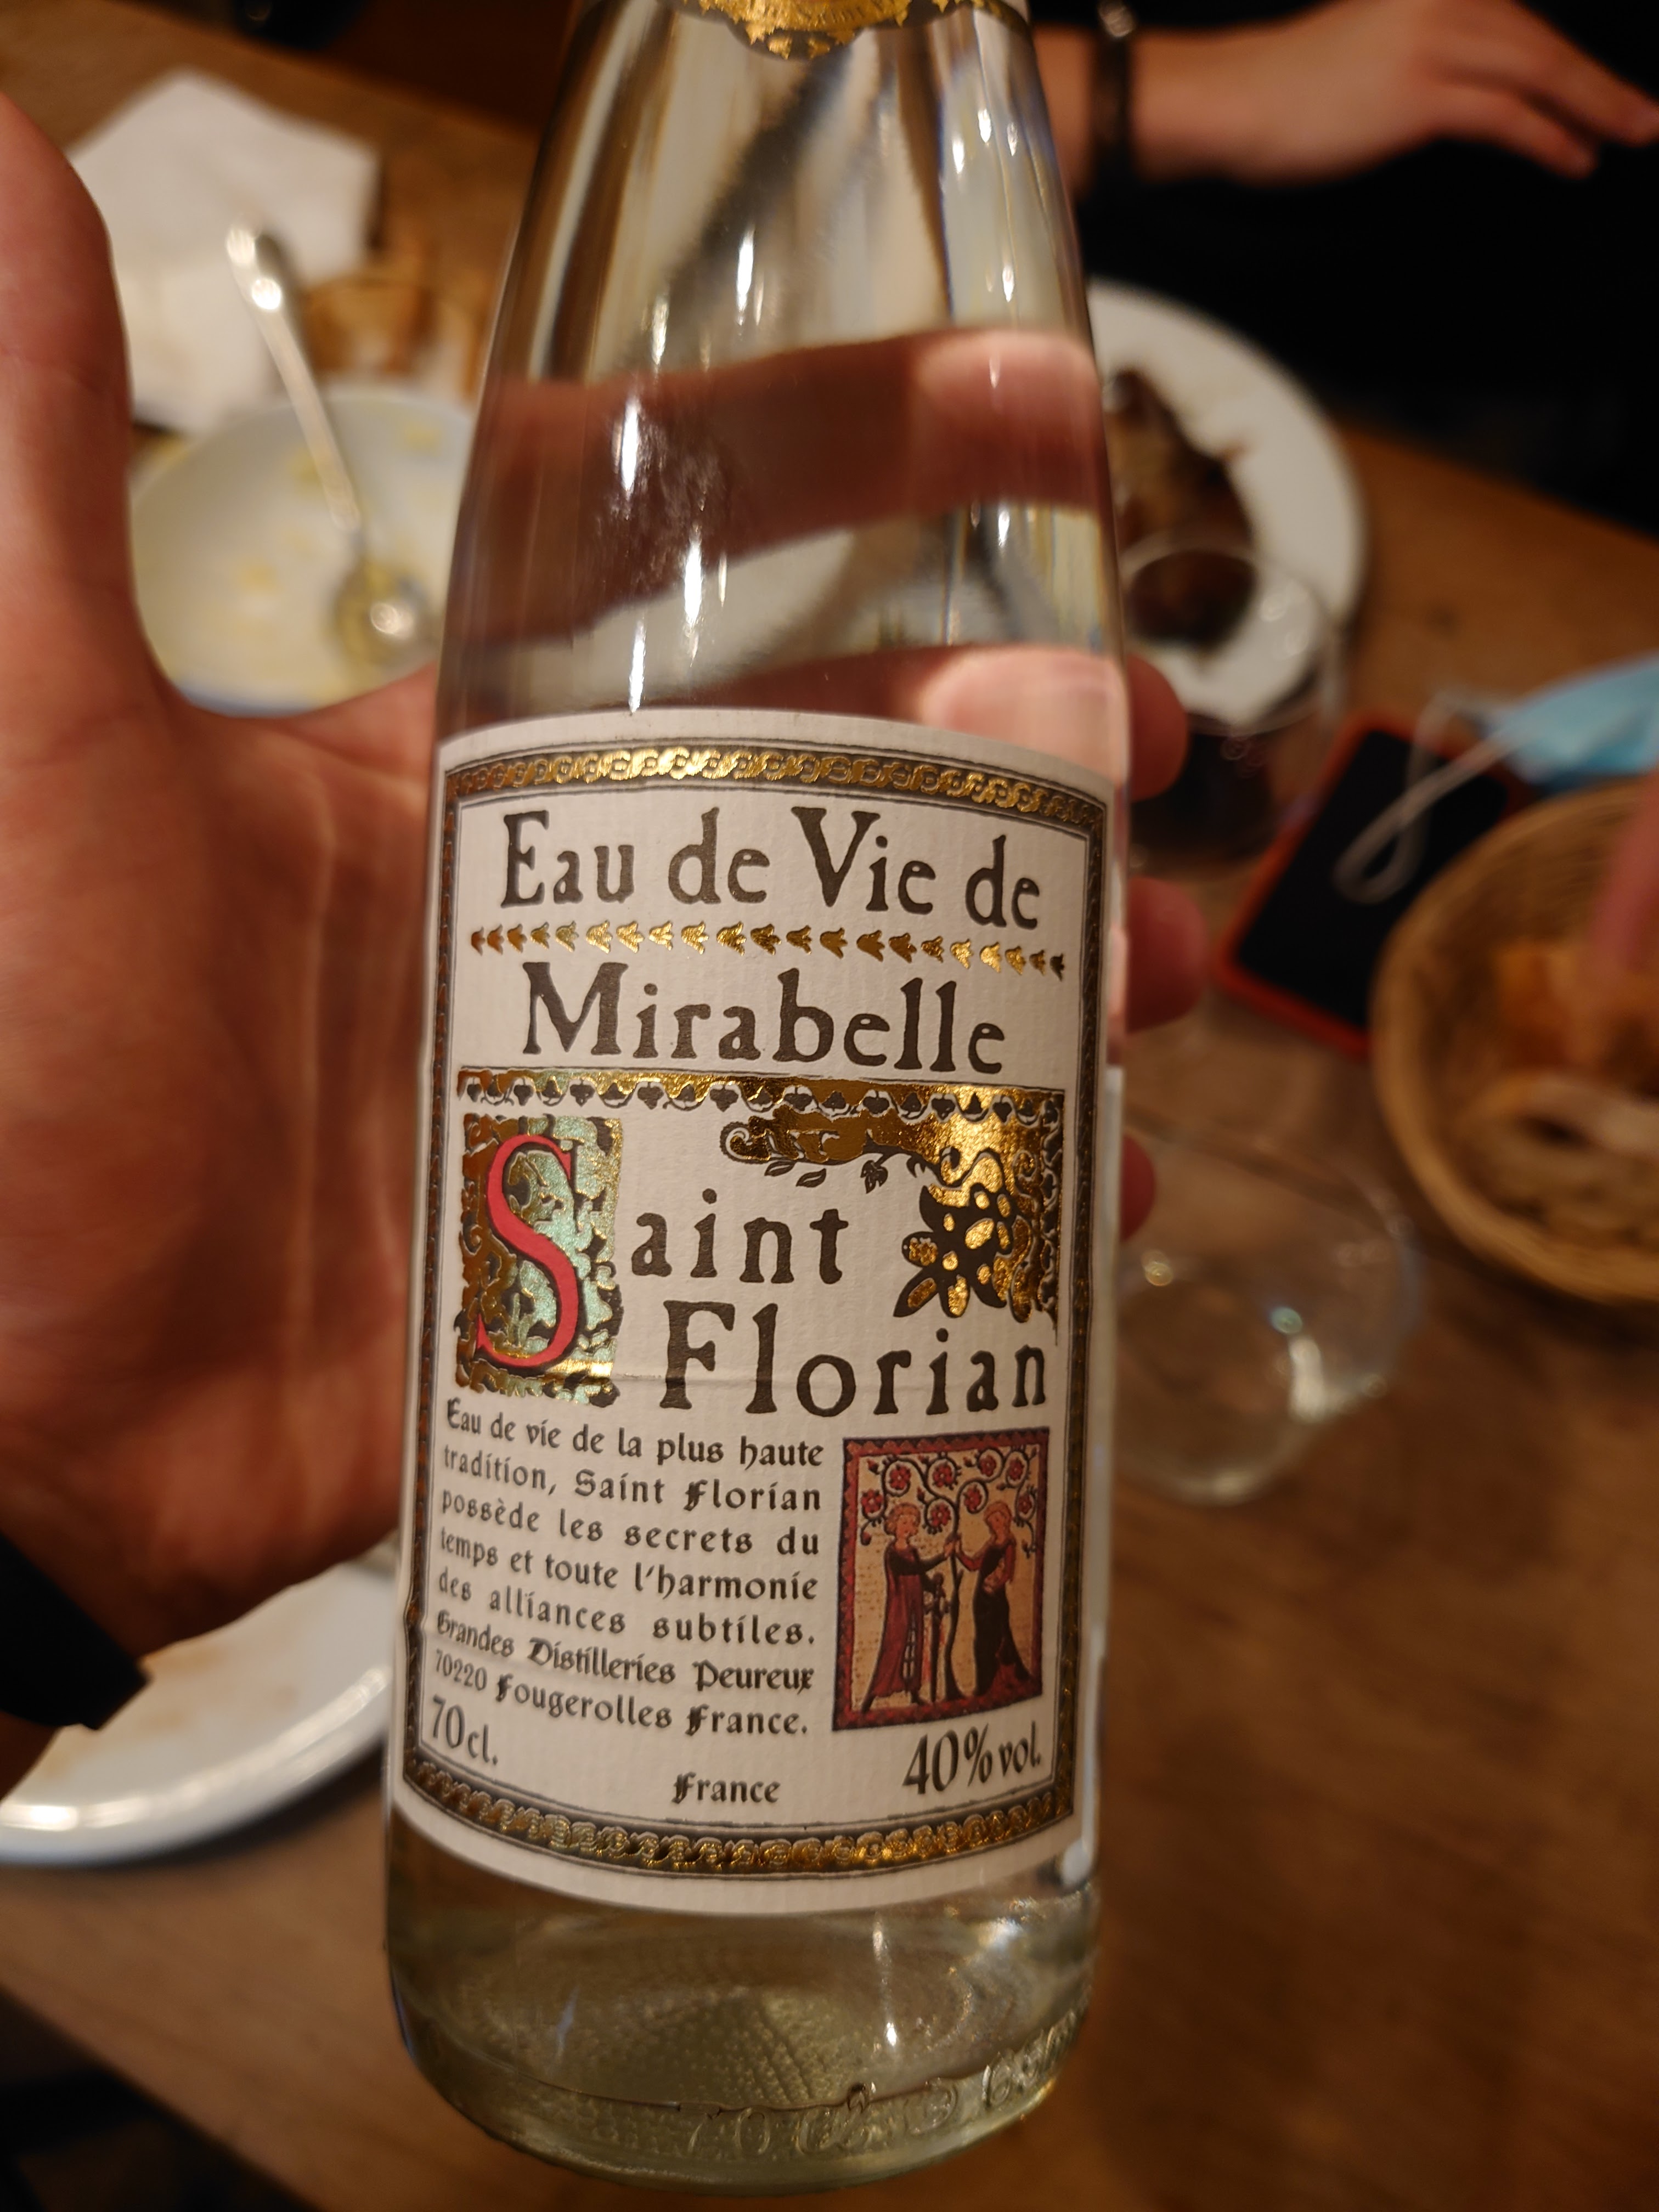 Eau de Vie de
Mirabelle
Saint
Florian
Eau de vie de la plus haute
tradition, Saint Florian
possède les secrets du
temps et toute l'harmonie
des alliances subtiles.
Grandes Distilleries Peureux
70220 Fougerolles France.
70cl.
40% vol.
France
70 Cl